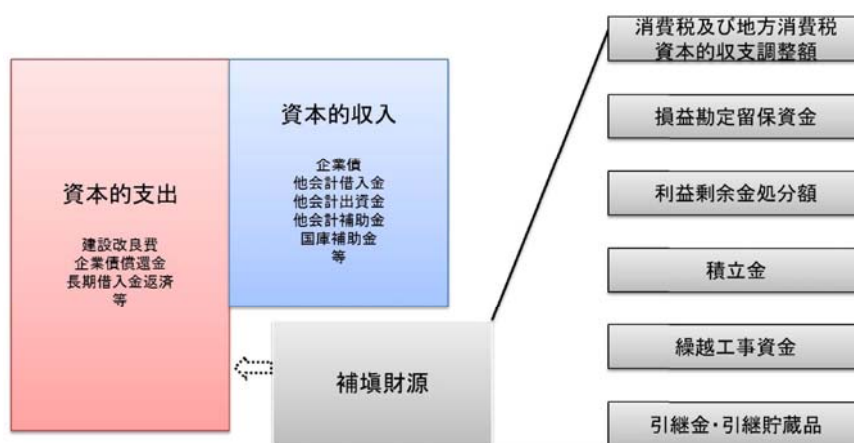 資本的支出
建設改良費
企業債償還金
長期借入金返済
等
資本的収入
企業債
他会計借入金
他会計出資金
他会計補助金
国庫補助金
等
補塡財源
消費税及び地方消費税
資本的収支調整額
損益勘定留保資金
利益剰余金処分額
積立金
繰越工事資金
引継金・引継貯蔵品